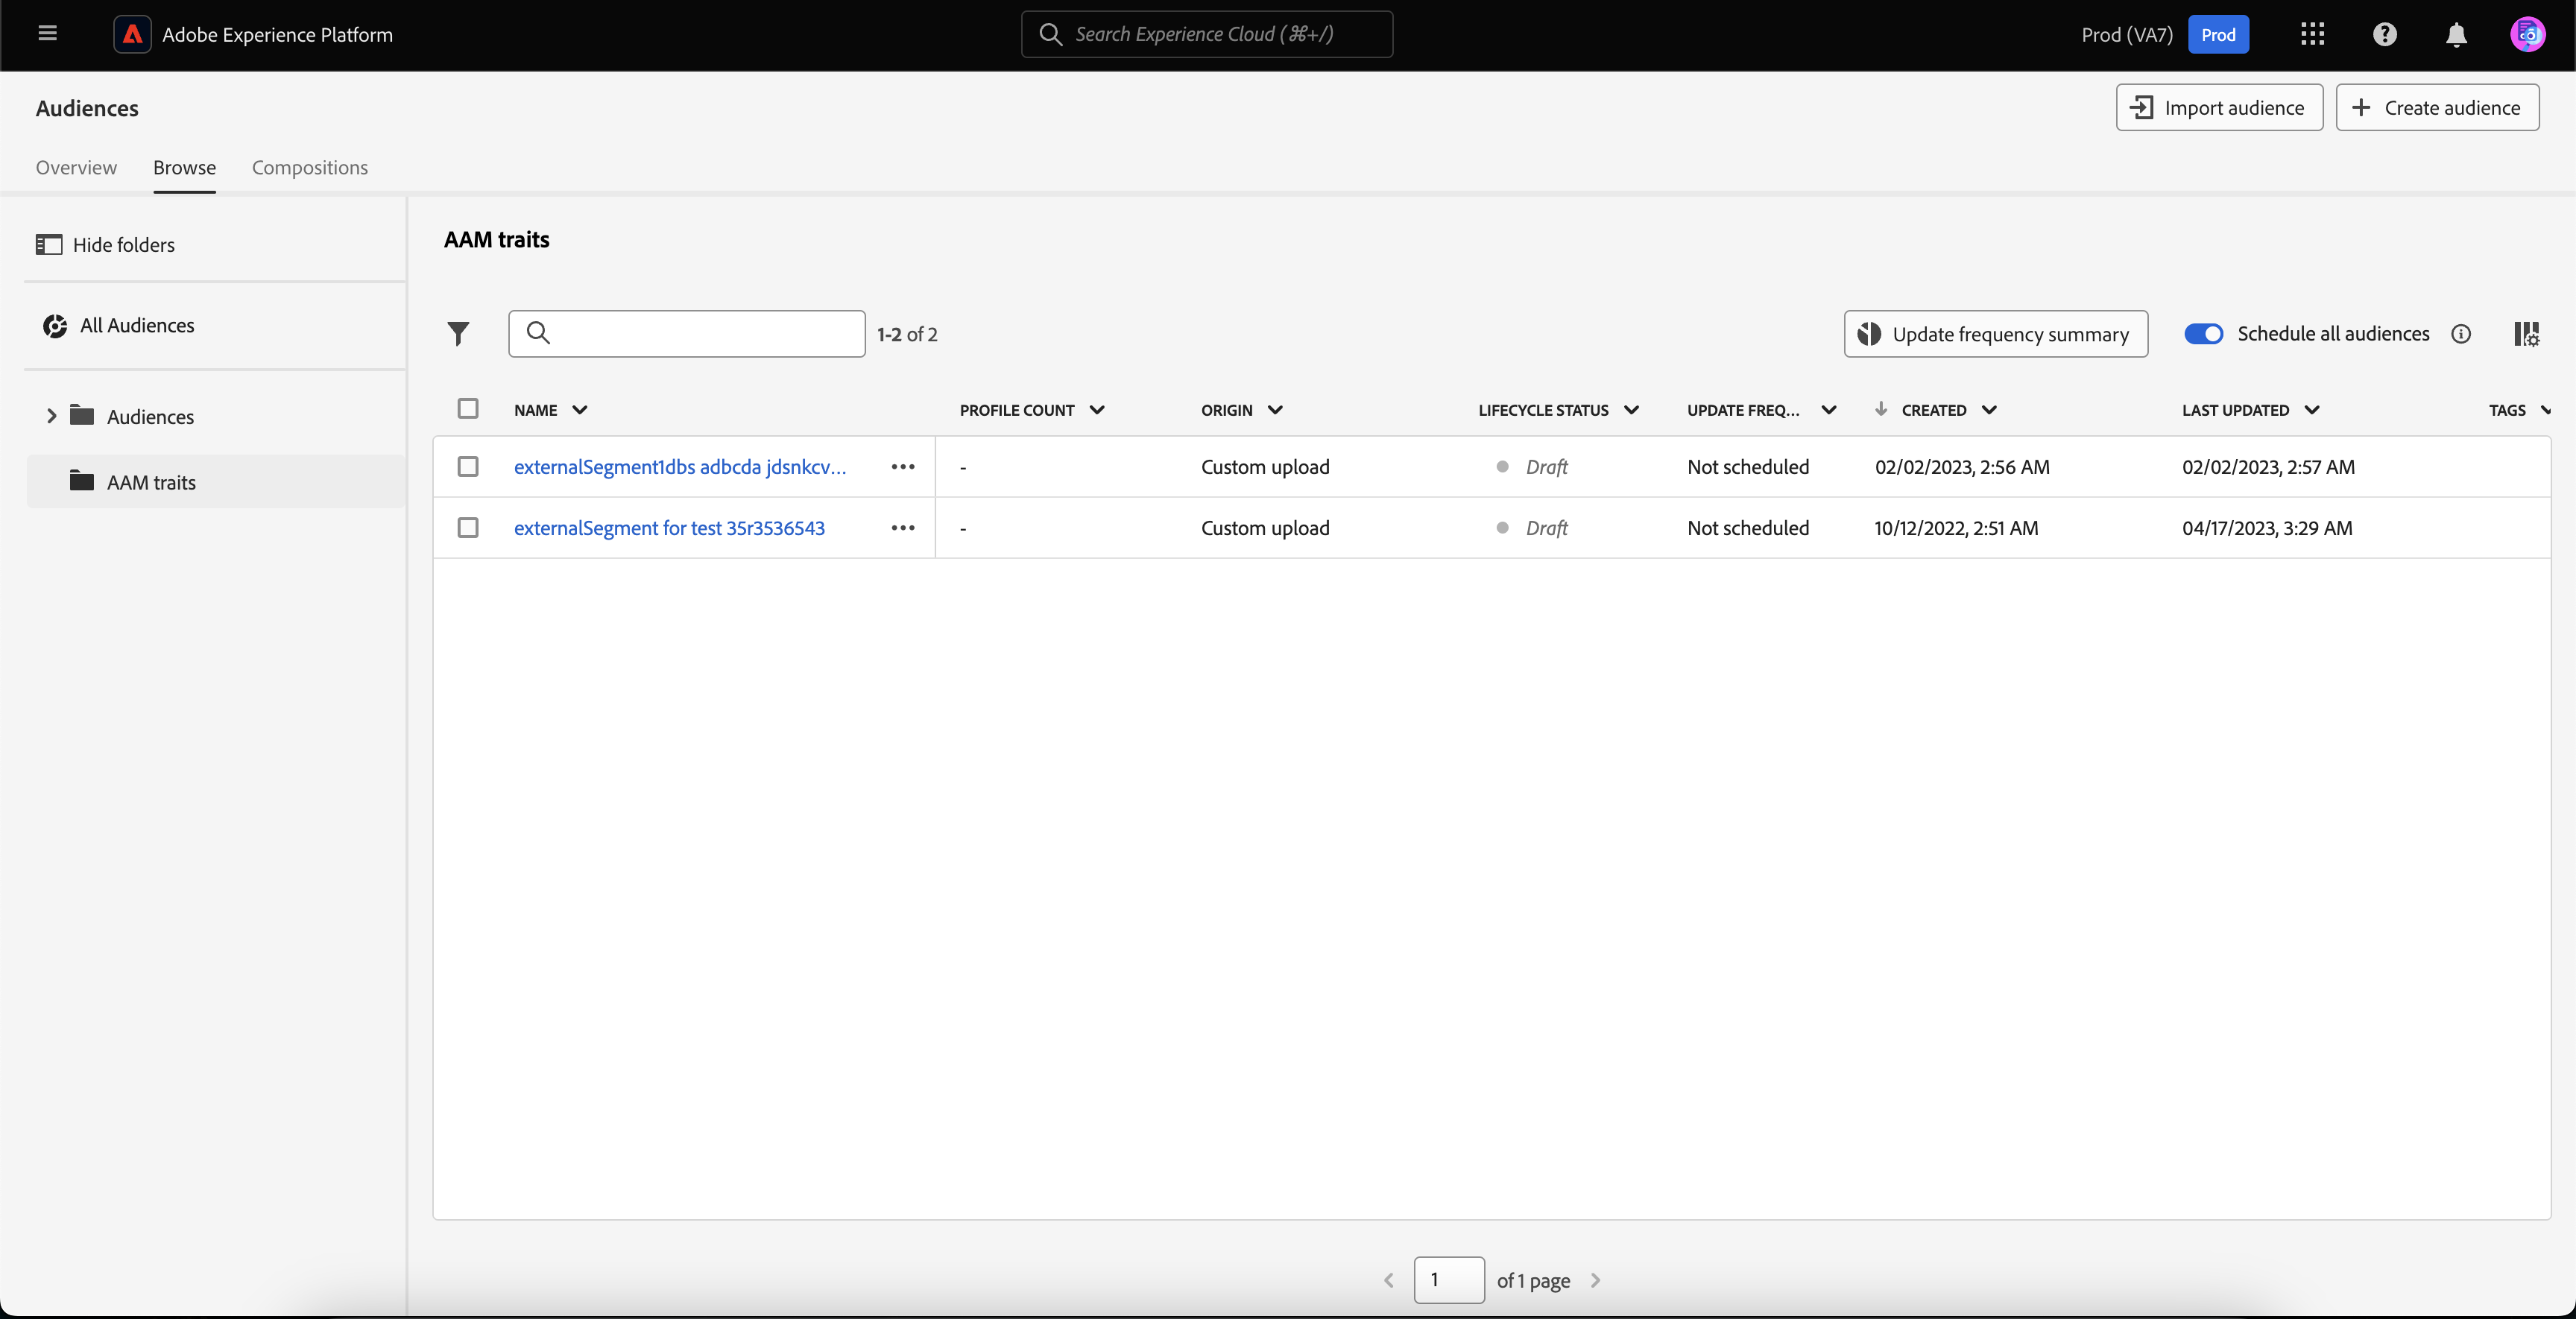 Adobe Experience Platform
Search Experience Cloud (⌘+/)
Prod (VA7)
Prod
Audiences
Import audience
Create audience
Overview
Browse
Compositions
Hide folders
All Audiences
Audiences
AAM traits
AAM traits
1-2 of 2
Update frequency summary
Schedule all audiences
NAME PROFILE COUNT ORIGIN LIFECYCLE STATUS UPDATE FREQ... CREATED LAST UPDATED TAGS
externalSegment1dbs adbcda jdsnkcv... ••• - Custom upload Draft Not scheduled 02/02/2023, 2:56 AM 02/02/2023, 2:57 AM
externalSegment for test 35r3536543 ••• - Custom upload Draft Not scheduled 10/12/2022, 2:51 AM 04/17/2023, 3:29 AM
1 of 1 page